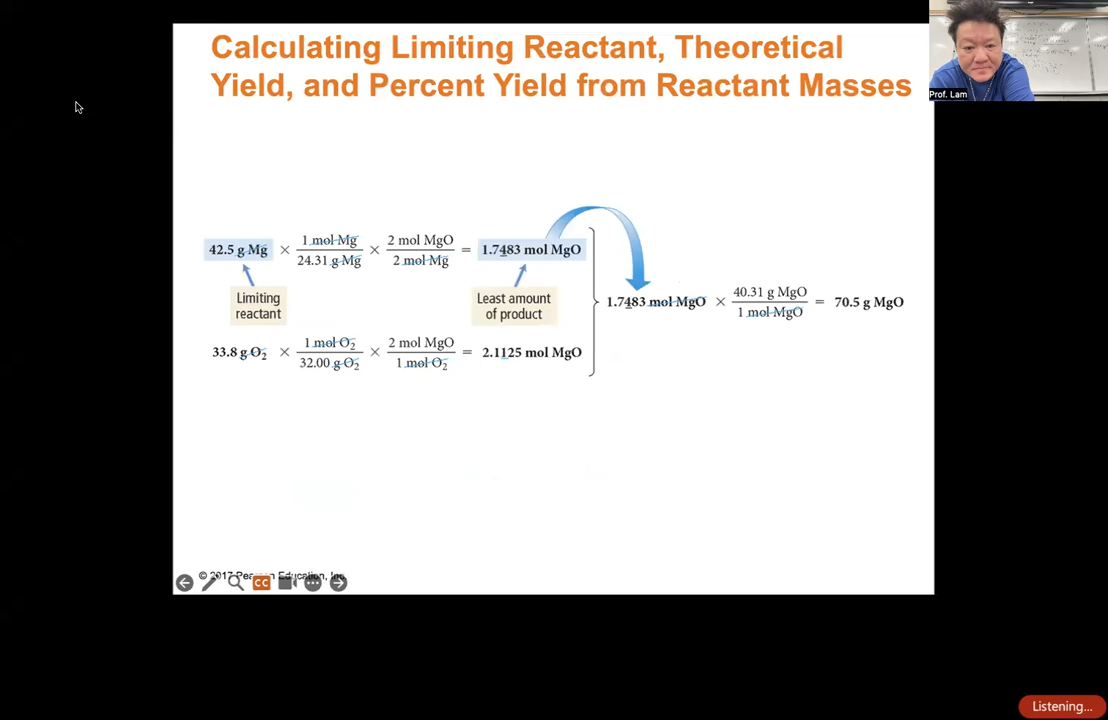 Calculating Limiting Reactant, Theoretical
Yield, and Percent Yield from Reactant Masses
Prof. Lam
42.5 g Mg × 1 mol Mg / 24.31 g Mg × 2 mol MgO / 2 mol Mg = 1.7483 mol MgO
Limiting
reactant
Least amount
of product
1.7483 mol MgO × 40.31 g MgO / 1 mol MgO = 70.5 g MgO
33.8 g O₂ × 1 mol O₂ / 32.00 g O₂ × 2 mol MgO / 1 mol O₂ = 2.1125 mol MgO
© 2017 Pearson Education, Inc.
CC
Listening...